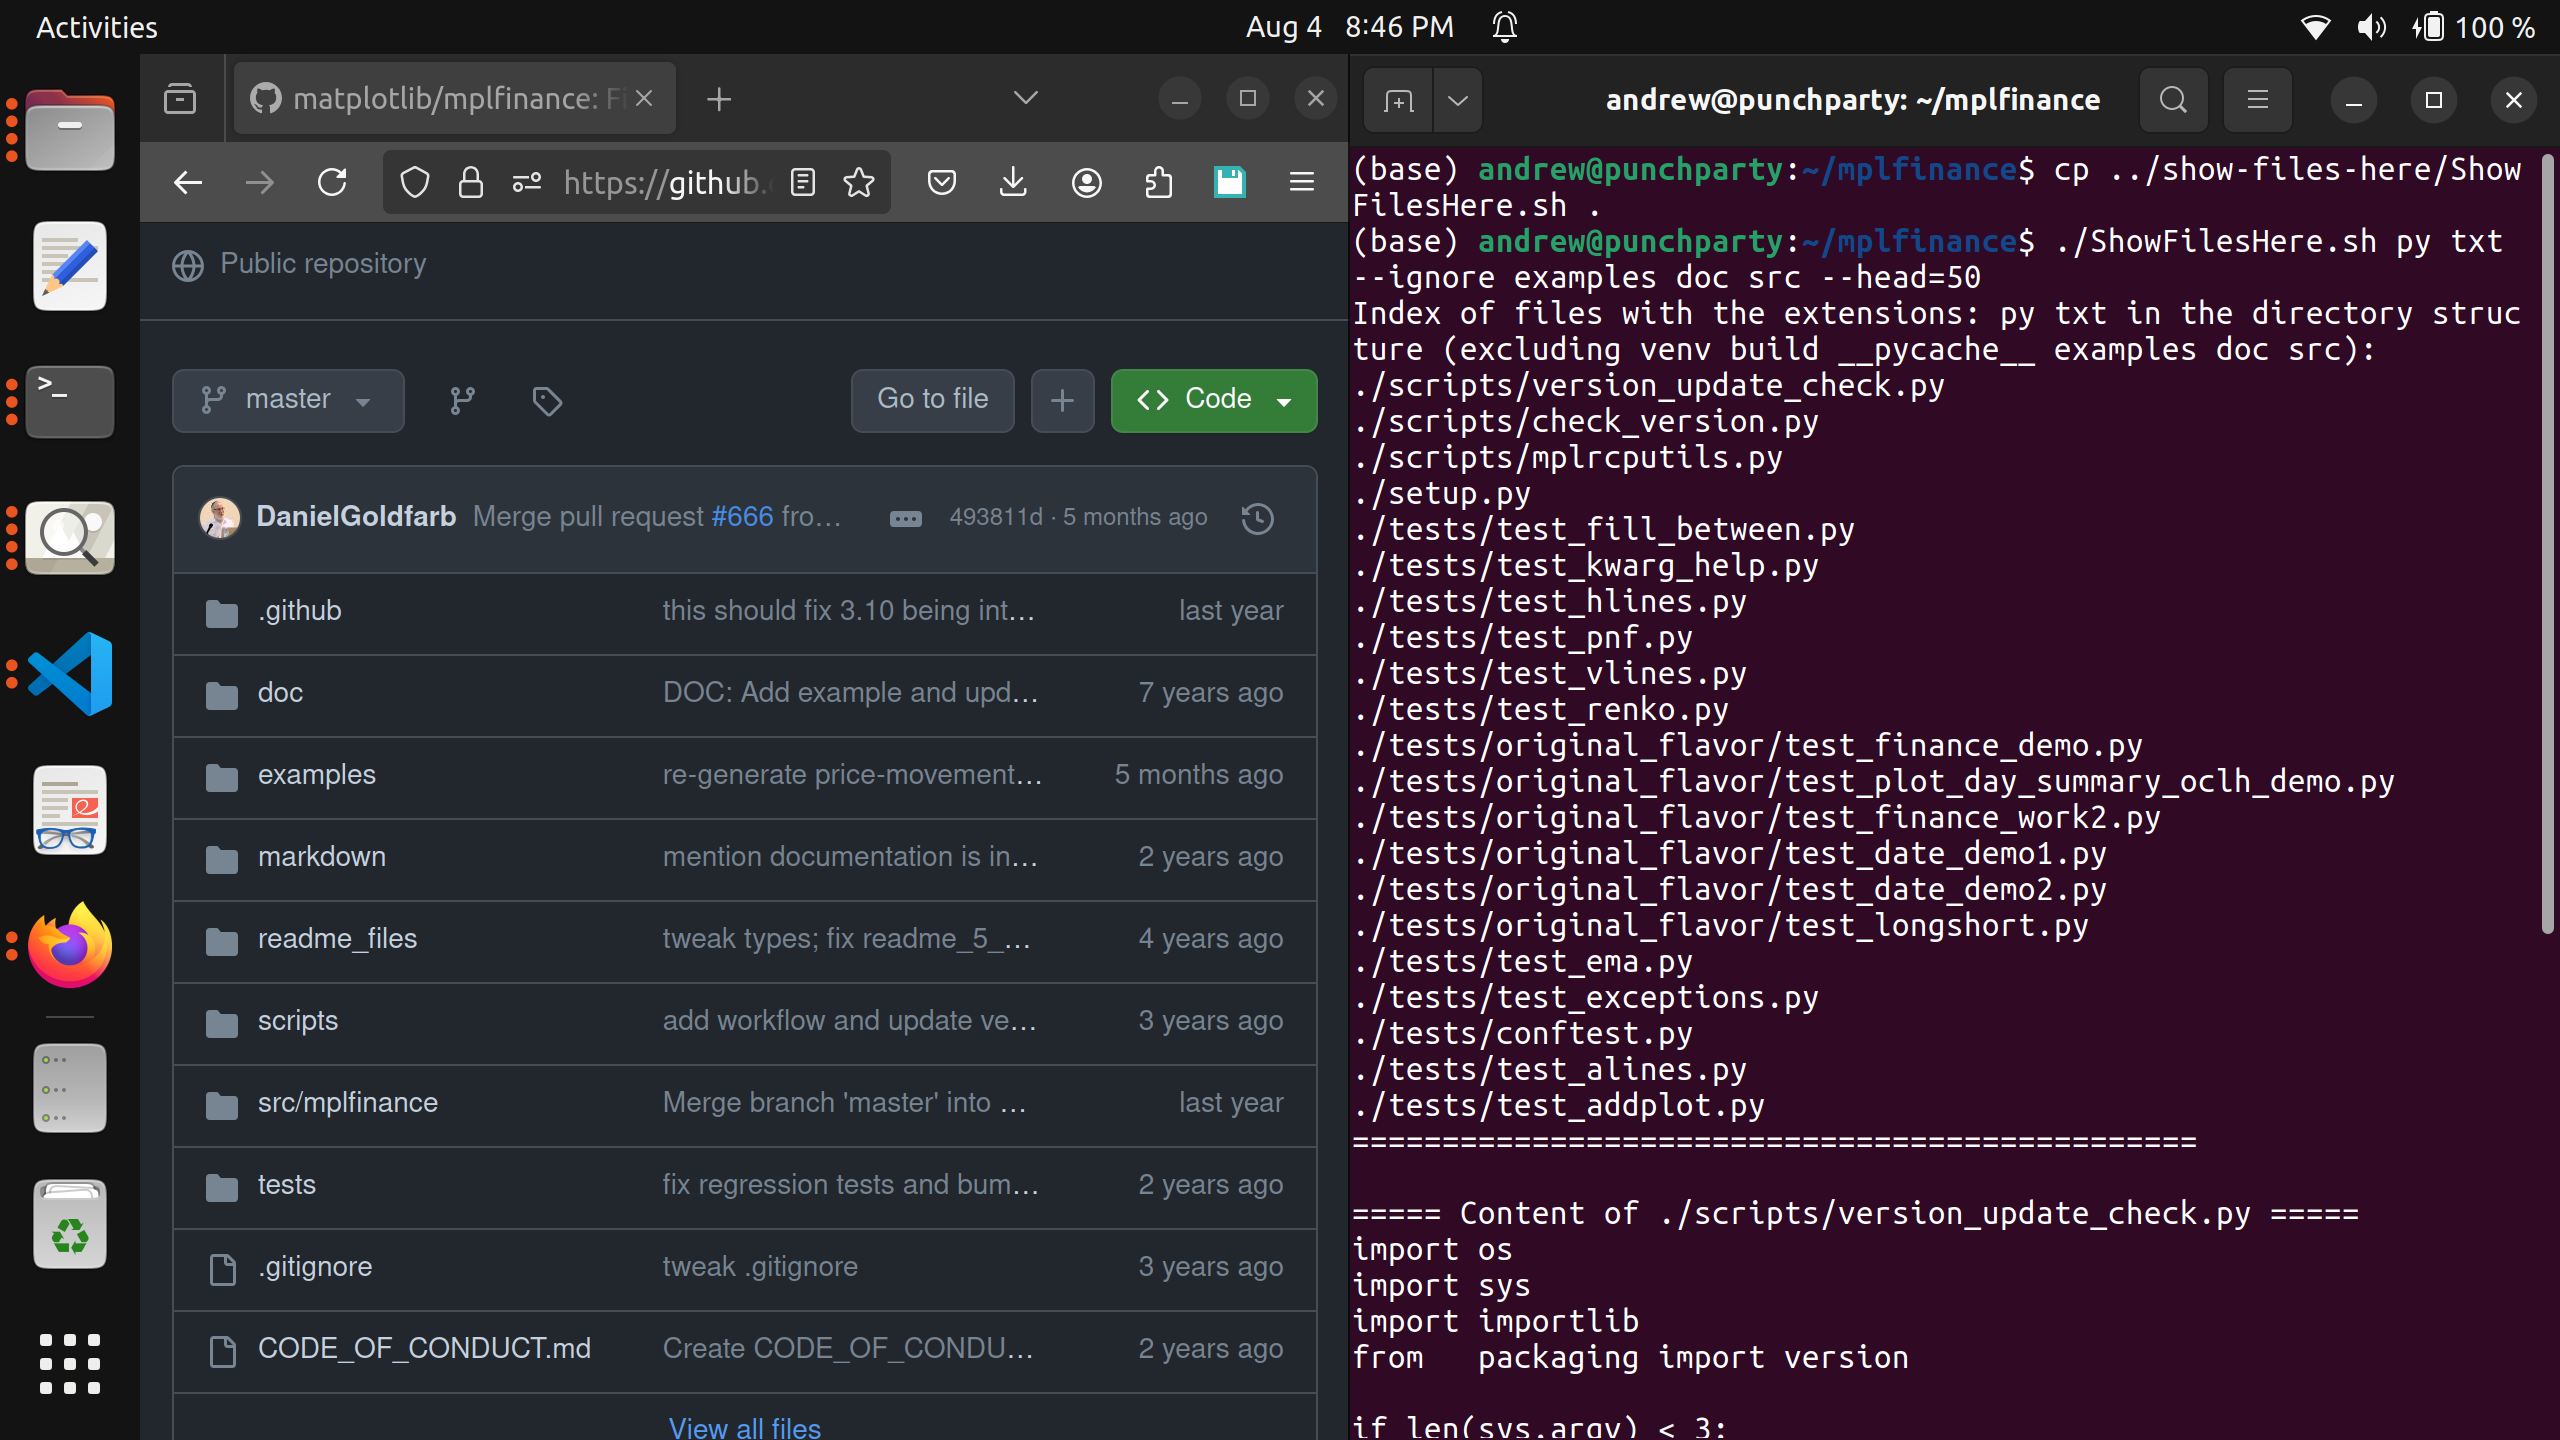 Activities
Aug 4 8:46 PM
100 %
matplotlib/mplfinance: Fi
https://github.
Public repository
master
Go to file
Code
DanielGoldfarb Merge pull request #666 fro... 493811d · 5 months ago
.github this should fix 3.10 being int... last year
doc DOC: Add example and upd... 7 years ago
examples re-generate price-movement... 5 months ago
markdown mention documentation is in... 2 years ago
readme_files tweak types; fix readme_5_... 4 years ago
scripts add workflow and update ve... 3 years ago
src/mplfinance Merge branch 'master' into ... last year
tests fix regression tests and bum... 2 years ago
.gitignore tweak .gitignore 3 years ago
CODE_OF_CONDUCT.md Create CODE_OF_CONDU... 2 years ago
View all files
andrew@punchparty: ~/mplfinance
(base) andrew@punchparty:~/mplfinance$ cp ../show-files-here/Show
FilesHere.sh .
(base) andrew@punchparty:~/mplfinance$ ./ShowFilesHere.sh py txt
--ignore examples doc src --head=50
Index of files with the extensions: py txt in the directory struc
ture (excluding venv build __pycache__ examples doc src):
./scripts/version_update_check.py
./scripts/check_version.py
./scripts/mplrcputils.py
./setup.py
./tests/test_fill_between.py
./tests/test_kwarg_help.py
./tests/test_hlines.py
./tests/test_pnf.py
./tests/test_vlines.py
./tests/test_renko.py
./tests/original_flavor/test_finance_demo.py
./tests/original_flavor/test_plot_day_summary_oclh_demo.py
./tests/original_flavor/test_finance_work2.py
./tests/original_flavor/test_date_demo1.py
./tests/original_flavor/test_date_demo2.py
./tests/original_flavor/test_longshort.py
./tests/test_ema.py
./tests/test_exceptions.py
./tests/conftest.py
./tests/test_alines.py
./tests/test_addplot.py
===============================================
===== Content of ./scripts/version_update_check.py =====
import os
import sys
import importlib
from   packaging import version
if len(sys.argv) < 3: